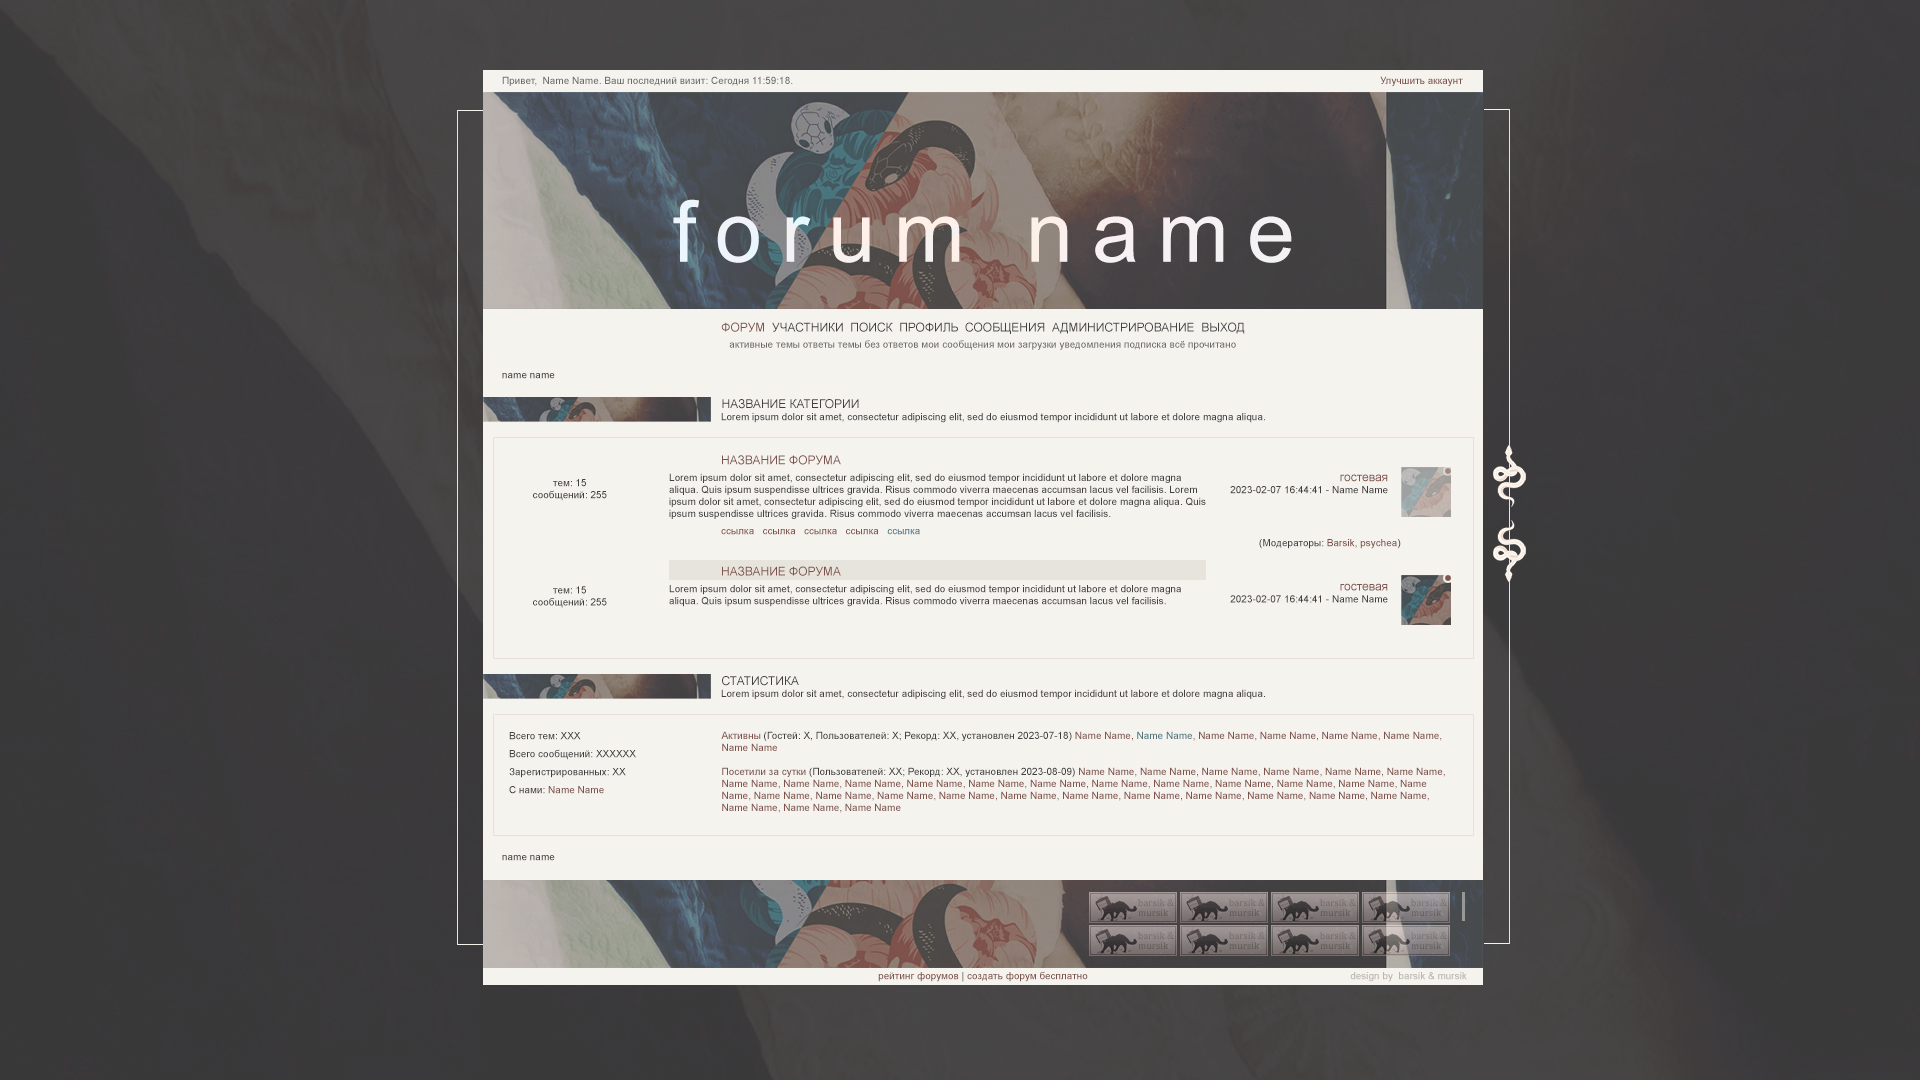 Привет, Name Name. Ваш последний визит: Сегодня 11:59:18.
Улучшить аккаунт
forum name
ФОРУМ УЧАСТНИКИ ПОИСК ПРОФИЛЬ СООБЩЕНИЯ АДМИНИСТРИРОВАНИЕ ВЫХОД
активные темы ответы темы без ответов мои сообщения мои загрузки уведомления подписка всё прочитано
name name
НАЗВАНИЕ КАТЕГОРИИ
Lorem ipsum dolor sit amet, consectetur adipiscing elit, sed do eiusmod tempor incididunt ut labore et dolore magna aliqua.
тем: 15
сообщений: 255
НАЗВАНИЕ ФОРУМА
Lorem ipsum dolor sit amet, consectetur adipiscing elit, sed do eiusmod tempor incididunt ut labore et dolore magna
aliqua. Quis ipsum suspendisse ultrices gravida. Risus commodo viverra maecenas accumsan lacus vel facilisis. Lorem
ipsum dolor sit amet, consectetur adipiscing elit, sed do eiusmod tempor incididunt ut labore et dolore magna aliqua. Quis
ipsum suspendisse ultrices gravida. Risus commodo viverra maecenas accumsan lacus vel facilisis.
ссылка ссылка ссылка ссылка ссылка
гостевая
2023-02-07 16:44:41 - Name Name
(Модераторы: Barsik, psychea)
тем: 15
сообщений: 255
НАЗВАНИЕ ФОРУМА
Lorem ipsum dolor sit amet, consectetur adipiscing elit, sed do eiusmod tempor incididunt ut labore et dolore magna
aliqua. Quis ipsum suspendisse ultrices gravida. Risus commodo viverra maecenas accumsan lacus vel facilisis.
гостевая
2023-02-07 16:44:41 - Name Name
СТАТИСТИКА
Lorem ipsum dolor sit amet, consectetur adipiscing elit, sed do eiusmod tempor incididunt ut labore et dolore magna aliqua.
Всего тем: XXX
Всего сообщений: XXXXXX
Зарегистрированных: XX
С нами: Name Name
Активны (Гостей: X, Пользователей: X; Рекорд: XX, установлен 2023-07-18) Name Name, Name Name, Name Name, Name Name, Name Name, Name Name,
Name Name
Посетили за сутки (Пользователей: XX; Рекорд: XX, установлен 2023-08-09) Name Name, Name Name, Name Name, Name Name, Name Name, Name Name,
Name Name, Name Name, Name Name, Name Name, Name Name, Name Name, Name Name, Name Name, Name Name, Name Name, Name Name, Name
Name, Name Name, Name Name, Name Name, Name Name, Name Name, Name Name, Name Name, Name Name, Name Name, Name Name, Name Name,
Name Name, Name Name, Name Name
name name
barsik & mursik
barsik & mursik
barsik & mursik
barsik & mursik
barsik & mursik
barsik & mursik
barsik & mursik
barsik & mursik
рейтинг форумов | создать форум бесплатно
design by barsik & mursik